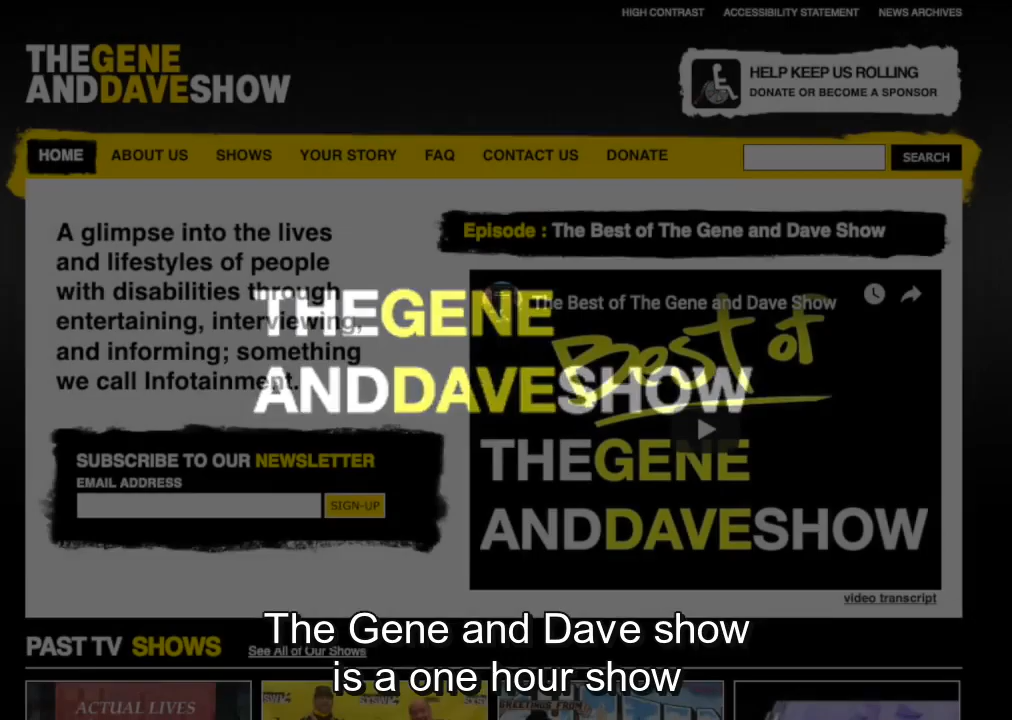 HIGH CONTRAST ACCESSIBILITY STATEMENT NEWS ARCHIVES
THEGENE
ANDDAVESHOW
HELP KEEP US ROLLING
DONATE OR BECOME A SPONSOR
HOME ABOUT US SHOWS YOUR STORY FAQ CONTACT US DONATE SEARCH
A glimpse into the lives
and lifestyles of people
with disabilities through
entertaining, interviewing,
and informing; something
we call Infotainment.
Episode : The Best of The Gene and Dave Show
The Best of The Gene and Dave Show
Best of
THEGENE
ANDDAVESHOW
THEGENE
ANDDAVESHOW
SUBSCRIBE TO OUR NEWSLETTER
EMAIL ADDRESS
SIGN-UP
video transcript
The Gene and Dave show
is a one hour show
PAST TV SHOWS See All of Our Shows
ACTUAL LIVES
GREETINGS FROM